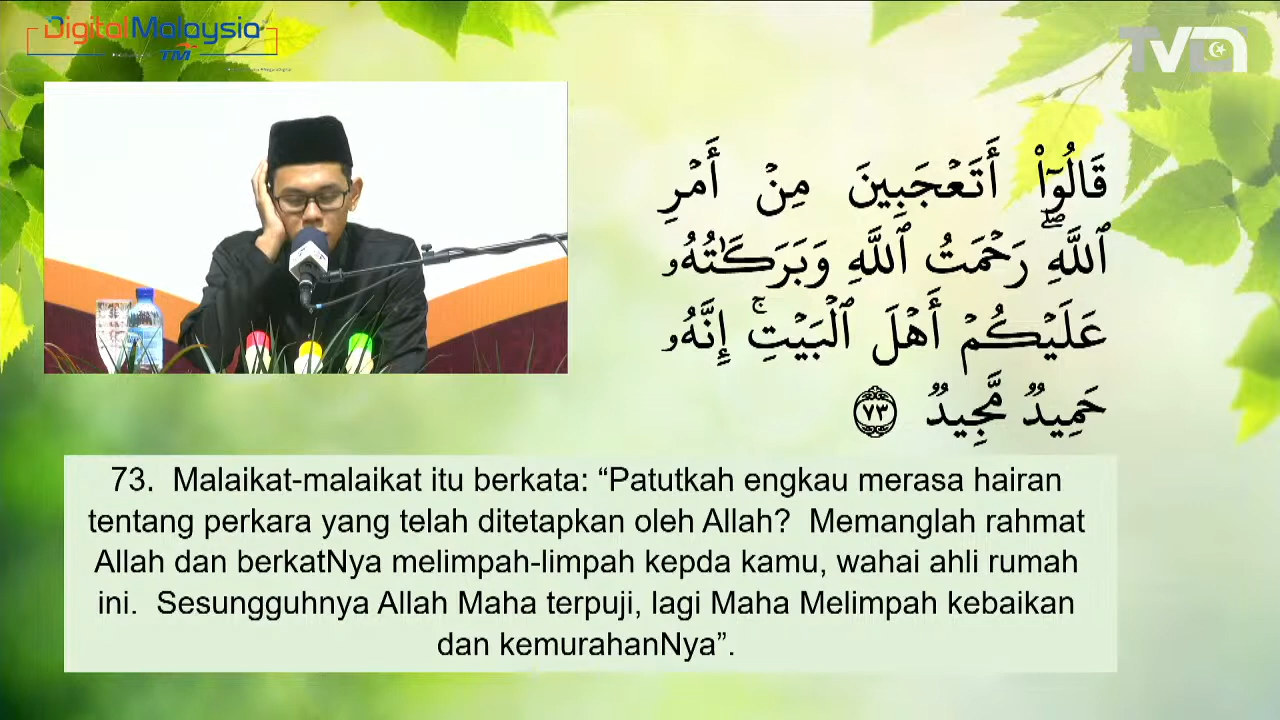 Digital Malaysia
TM
قَالُوٓا۟ أَتَعْجَبِينَ مِنْ أَمْرِ
ٱللَّهِ ۖ رَحْمَتُ ٱللَّهِ وَبَرَكَـٰتُهُۥ
عَلَيْكُمْ أَهْلَ ٱلْبَيْتِ ۚ إِنَّهُۥ
حَمِيدٌ مَّجِيدٌ ٧٣
73. Malaikat-malaikat itu berkata: “Patutkah engkau merasa hairan
tentang perkara yang telah ditetapkan oleh Allah? Memanglah rahmat
Allah dan berkatNya melimpah-limpah kepda kamu, wahai ahli rumah
ini. Sesungguhnya Allah Maha terpuji, lagi Maha Melimpah kebaikan
dan kemurahanNya”.